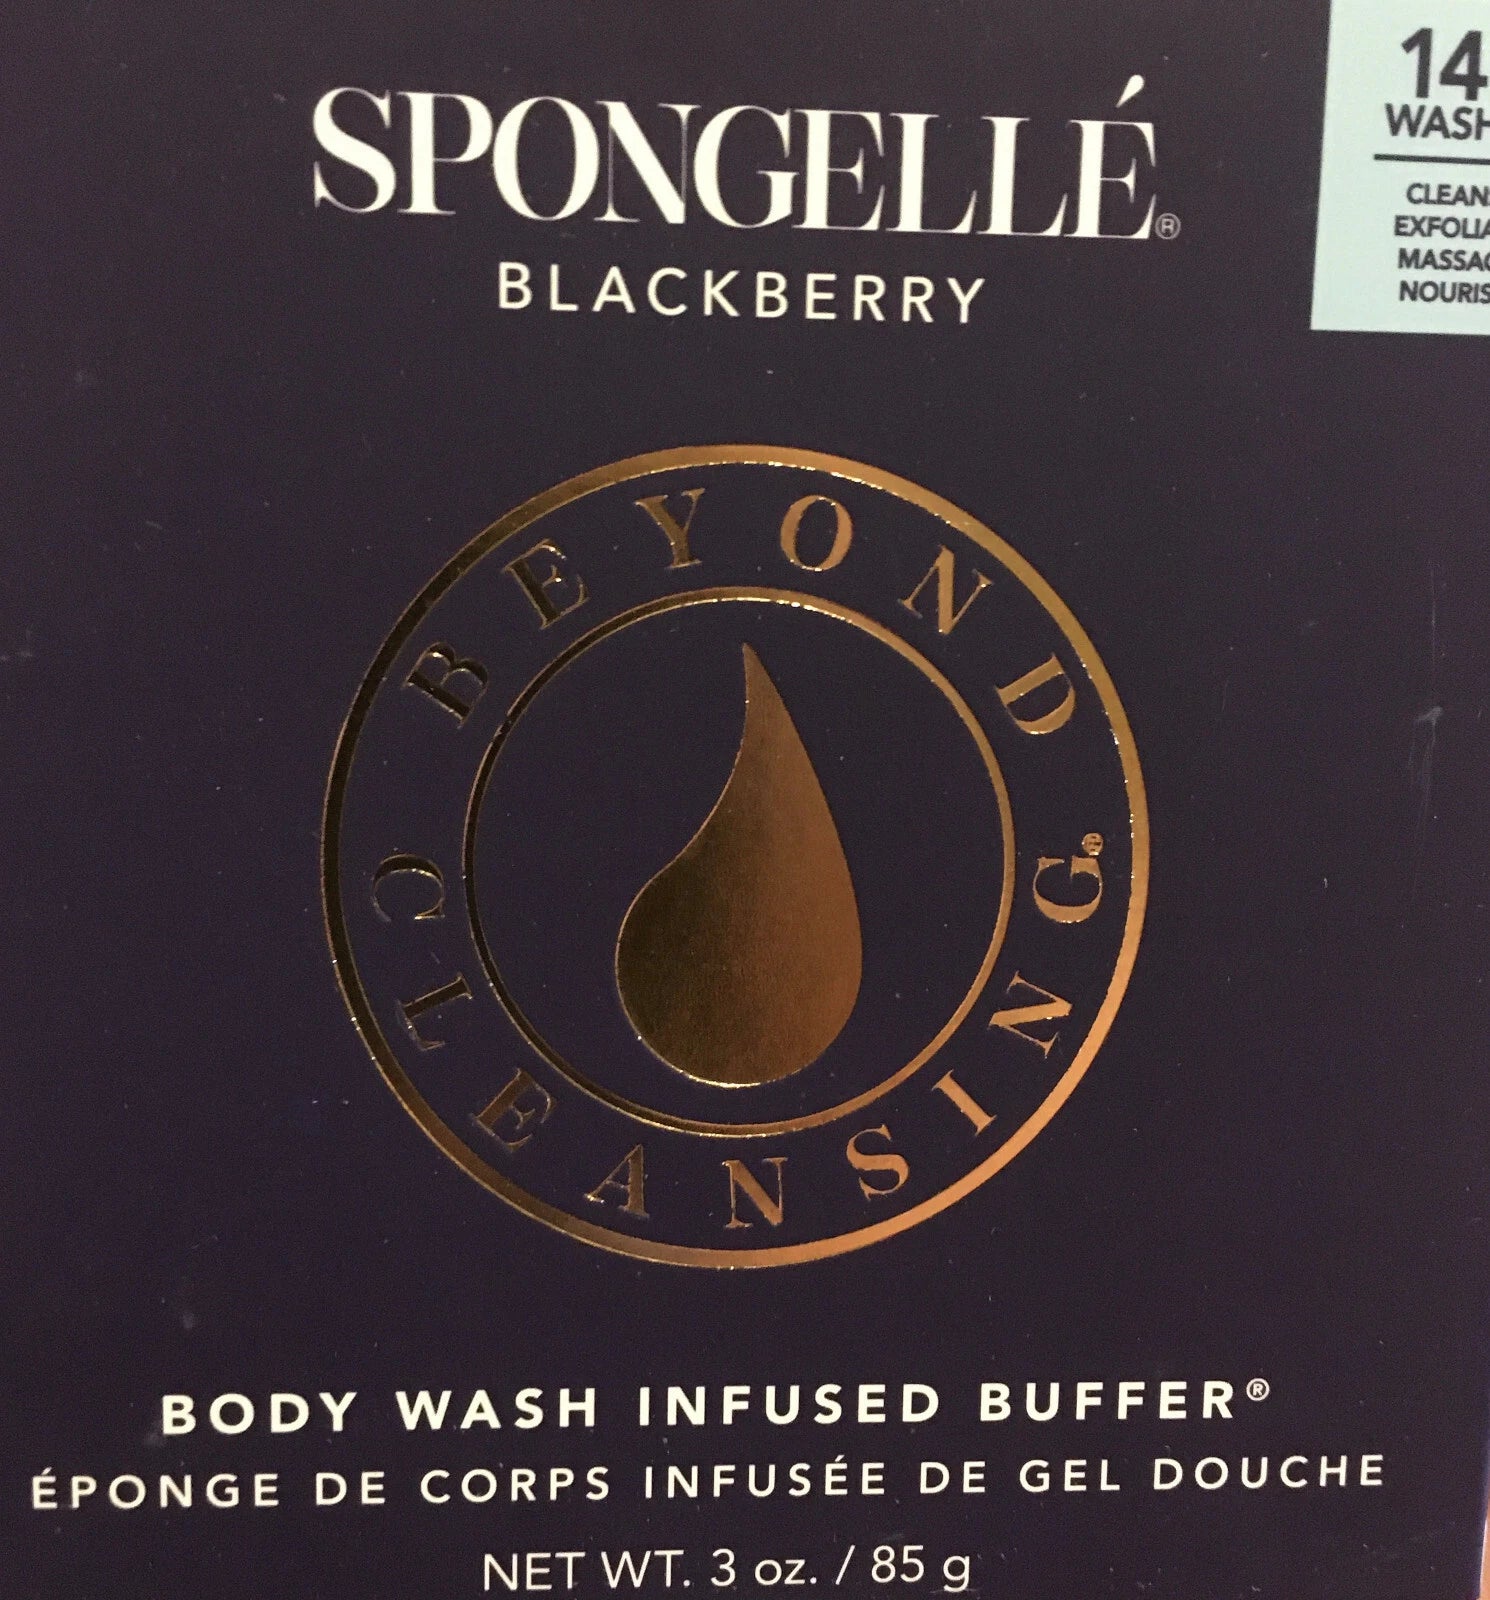 SPONGELLÉ®
BLACKBERRY
BEYOND
CLEANSING®
BODY WASH INFUSED BUFFER®
ÉPONGE DE CORPS INFUSÉE DE GEL DOUCHE
NET WT. 3 oz. / 85 g